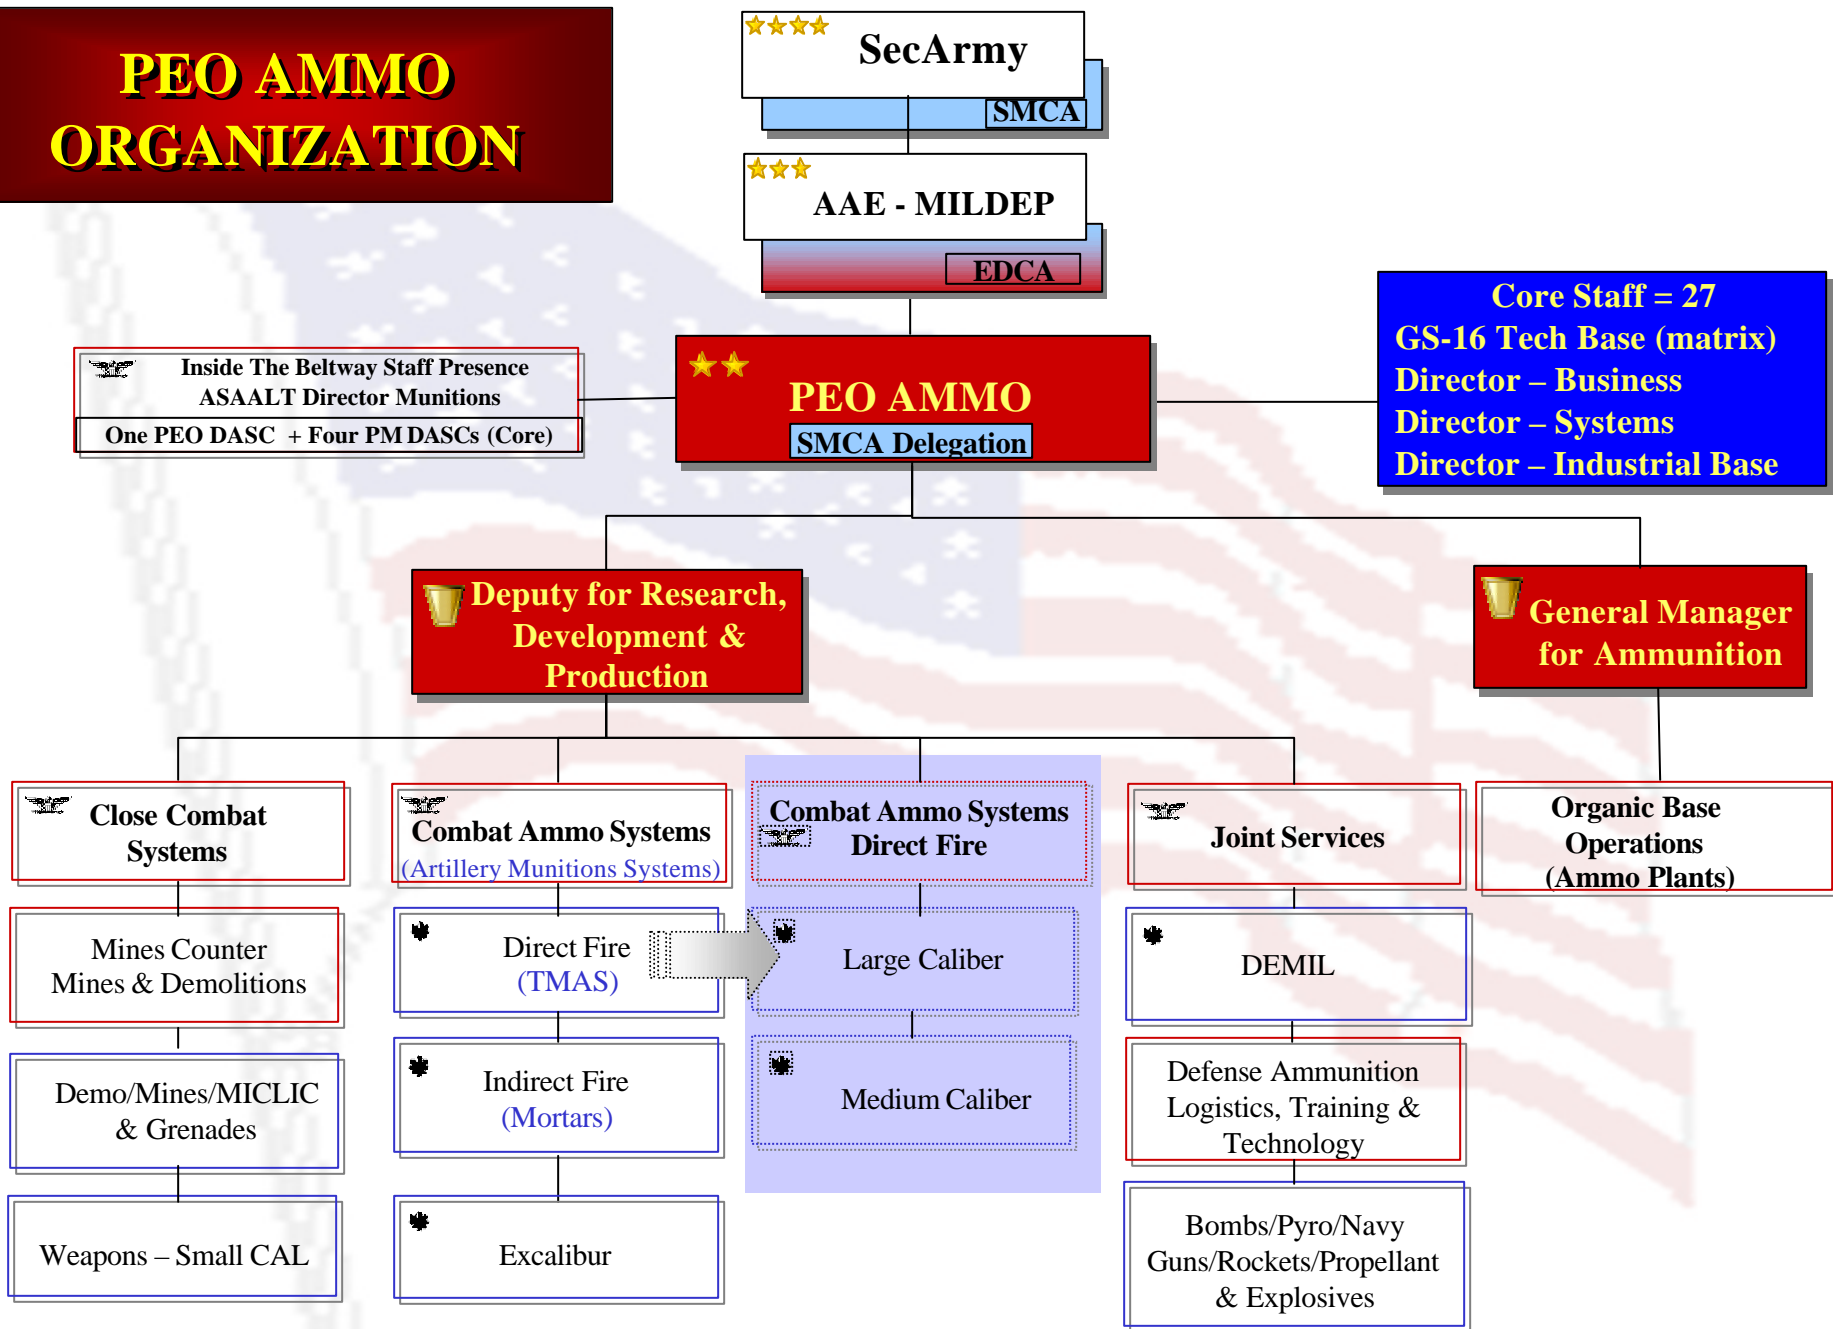 PEO AMMO
ORGANIZATION
SecArmy
SMCA
AAE - MILDEP
EDCA
Core Staff = 27
GS-16 Tech Base (matrix)
Director – Business
Director – Systems
Director – Industrial Base
Inside The Beltway Staff Presence
ASAALT Director Munitions
One PEO DASC + Four PM DASCs (Core)
PEO AMMO
SMCA Delegation
Deputy for Research,
Development &
Production
General Manager
for Ammunition
Close Combat
Systems
Mines Counter
Mines & Demolitions
Demo/Mines/MICLIC
& Grenades
Weapons – Small CAL
Combat Ammo Systems
(Artillery Munitions Systems)
Direct Fire
(TMAS)
Indirect Fire
(Mortars)
Excalibur
Combat Ammo Systems
Direct Fire
Large Caliber
Medium Caliber
Joint Services
DEMIL
Defense Ammunition
Logistics, Training &
Technology
Bombs/Pyro/Navy
Guns/Rockets/Propellant
& Explosives
Organic Base
Operations
(Ammo Plants)